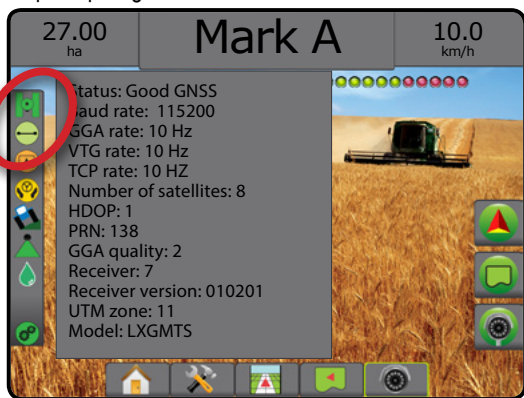 27.00
ha
Mark A
10.0
km/h
Status: Good GNSS
Baud rate: 115200
GGA rate: 10 Hz
VTG rate: 10 Hz
TCP rate: 10 HZ
Number of satellites: 8
HDOP: 1
PRN: 138
GGA quality: 2
Receiver: 7
Receiver version: 010201
UTM zone: 11
Model: LXGMTS